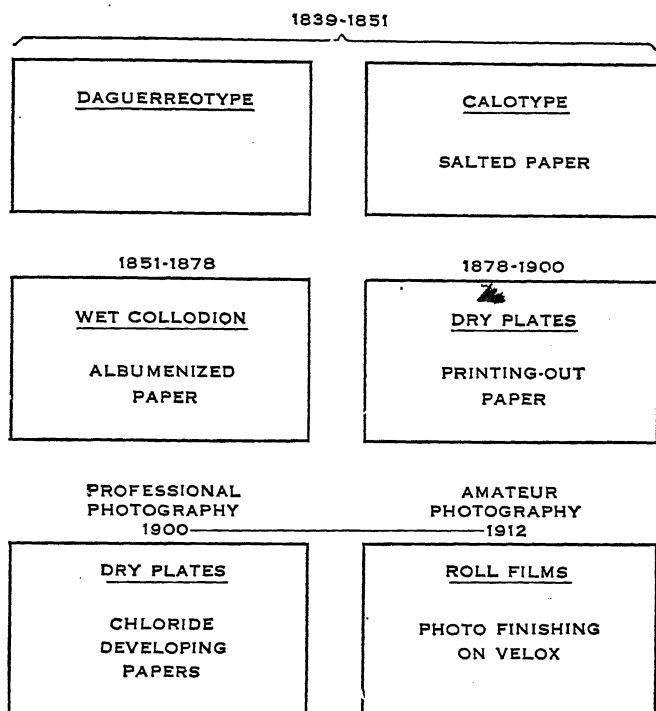 1839-1851
DAGUERREOTYPE
CALOTYPE
SALTED PAPER
1851-1878
1878-1900
WET COLLODION
ALBUMENIZED
PAPER
DRY PLATES
PRINTING-OUT
PAPER
PROFESSIONAL
PHOTOGRAPHY
AMATEUR
PHOTOGRAPHY
1900 1912
DRY PLATES
CHLORIDE
DEVELOPING
PAPERS
ROLL FILMS
PHOTO FINISHING
ON VELOX